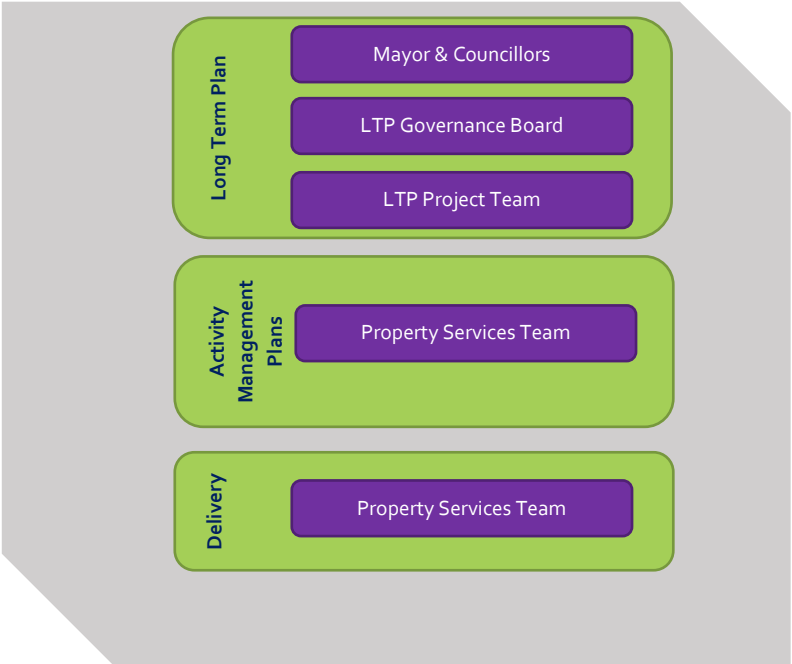 Long Term Plan
Mayor & Councillors
LTP Governance Board
LTP Project Team
Activity
Management
Plans
Property Services Team
Delivery
Property Services Team